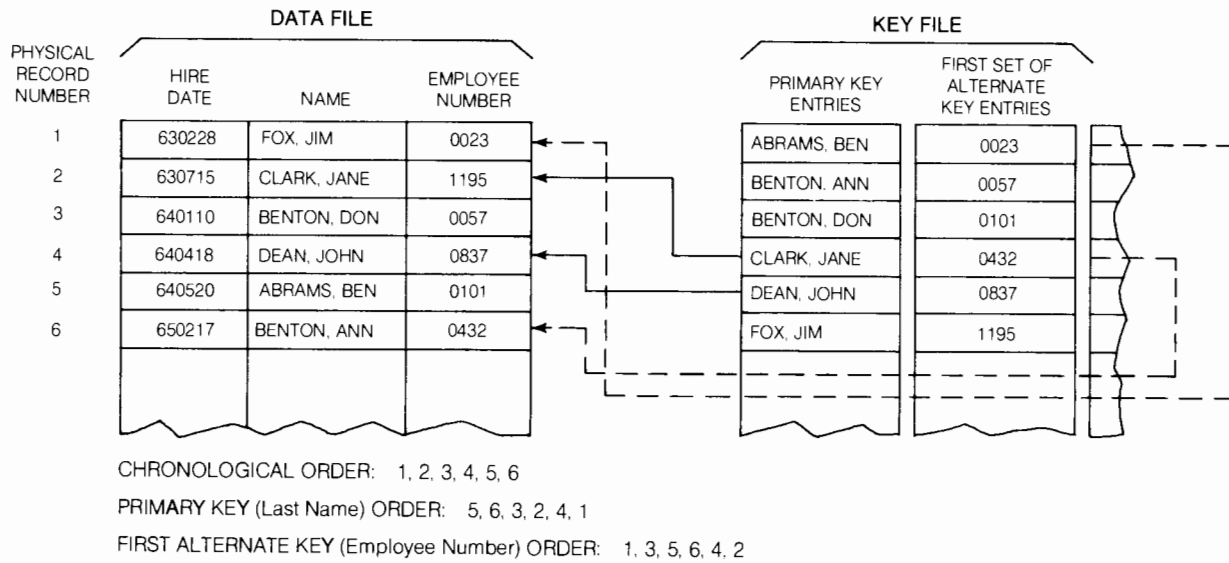 DATA FILE
KEY FILE
PHYSICAL RECORD NUMBER
HIRE DATE
NAME
EMPLOYEE NUMBER
PRIMARY KEY ENTRIES
FIRST SET OF ALTERNATE KEY ENTRIES
1 630228 FOX, JIM 0023 ABRAMS, BEN 0023
2 630715 CLARK, JANE 1195 BENTON. ANN 0057
3 640110 BENTON, DON 0057 BENTON, DON 0101
4 640418 DEAN, JOHN 0837 CLARK, JANE 0432
5 640520 ABRAMS, BEN 0101 DEAN, JOHN 0837
6 650217 BENTON, ANN 0432 FOX, JIM 1195
CHRONOLOGICAL ORDER: 1, 2, 3, 4, 5, 6
PRIMARY KEY (Last Name) ORDER: 5, 6, 3, 2, 4, 1
FIRST ALTERNATE KEY (Employee Number) ORDER: 1, 3, 5, 6, 4, 2